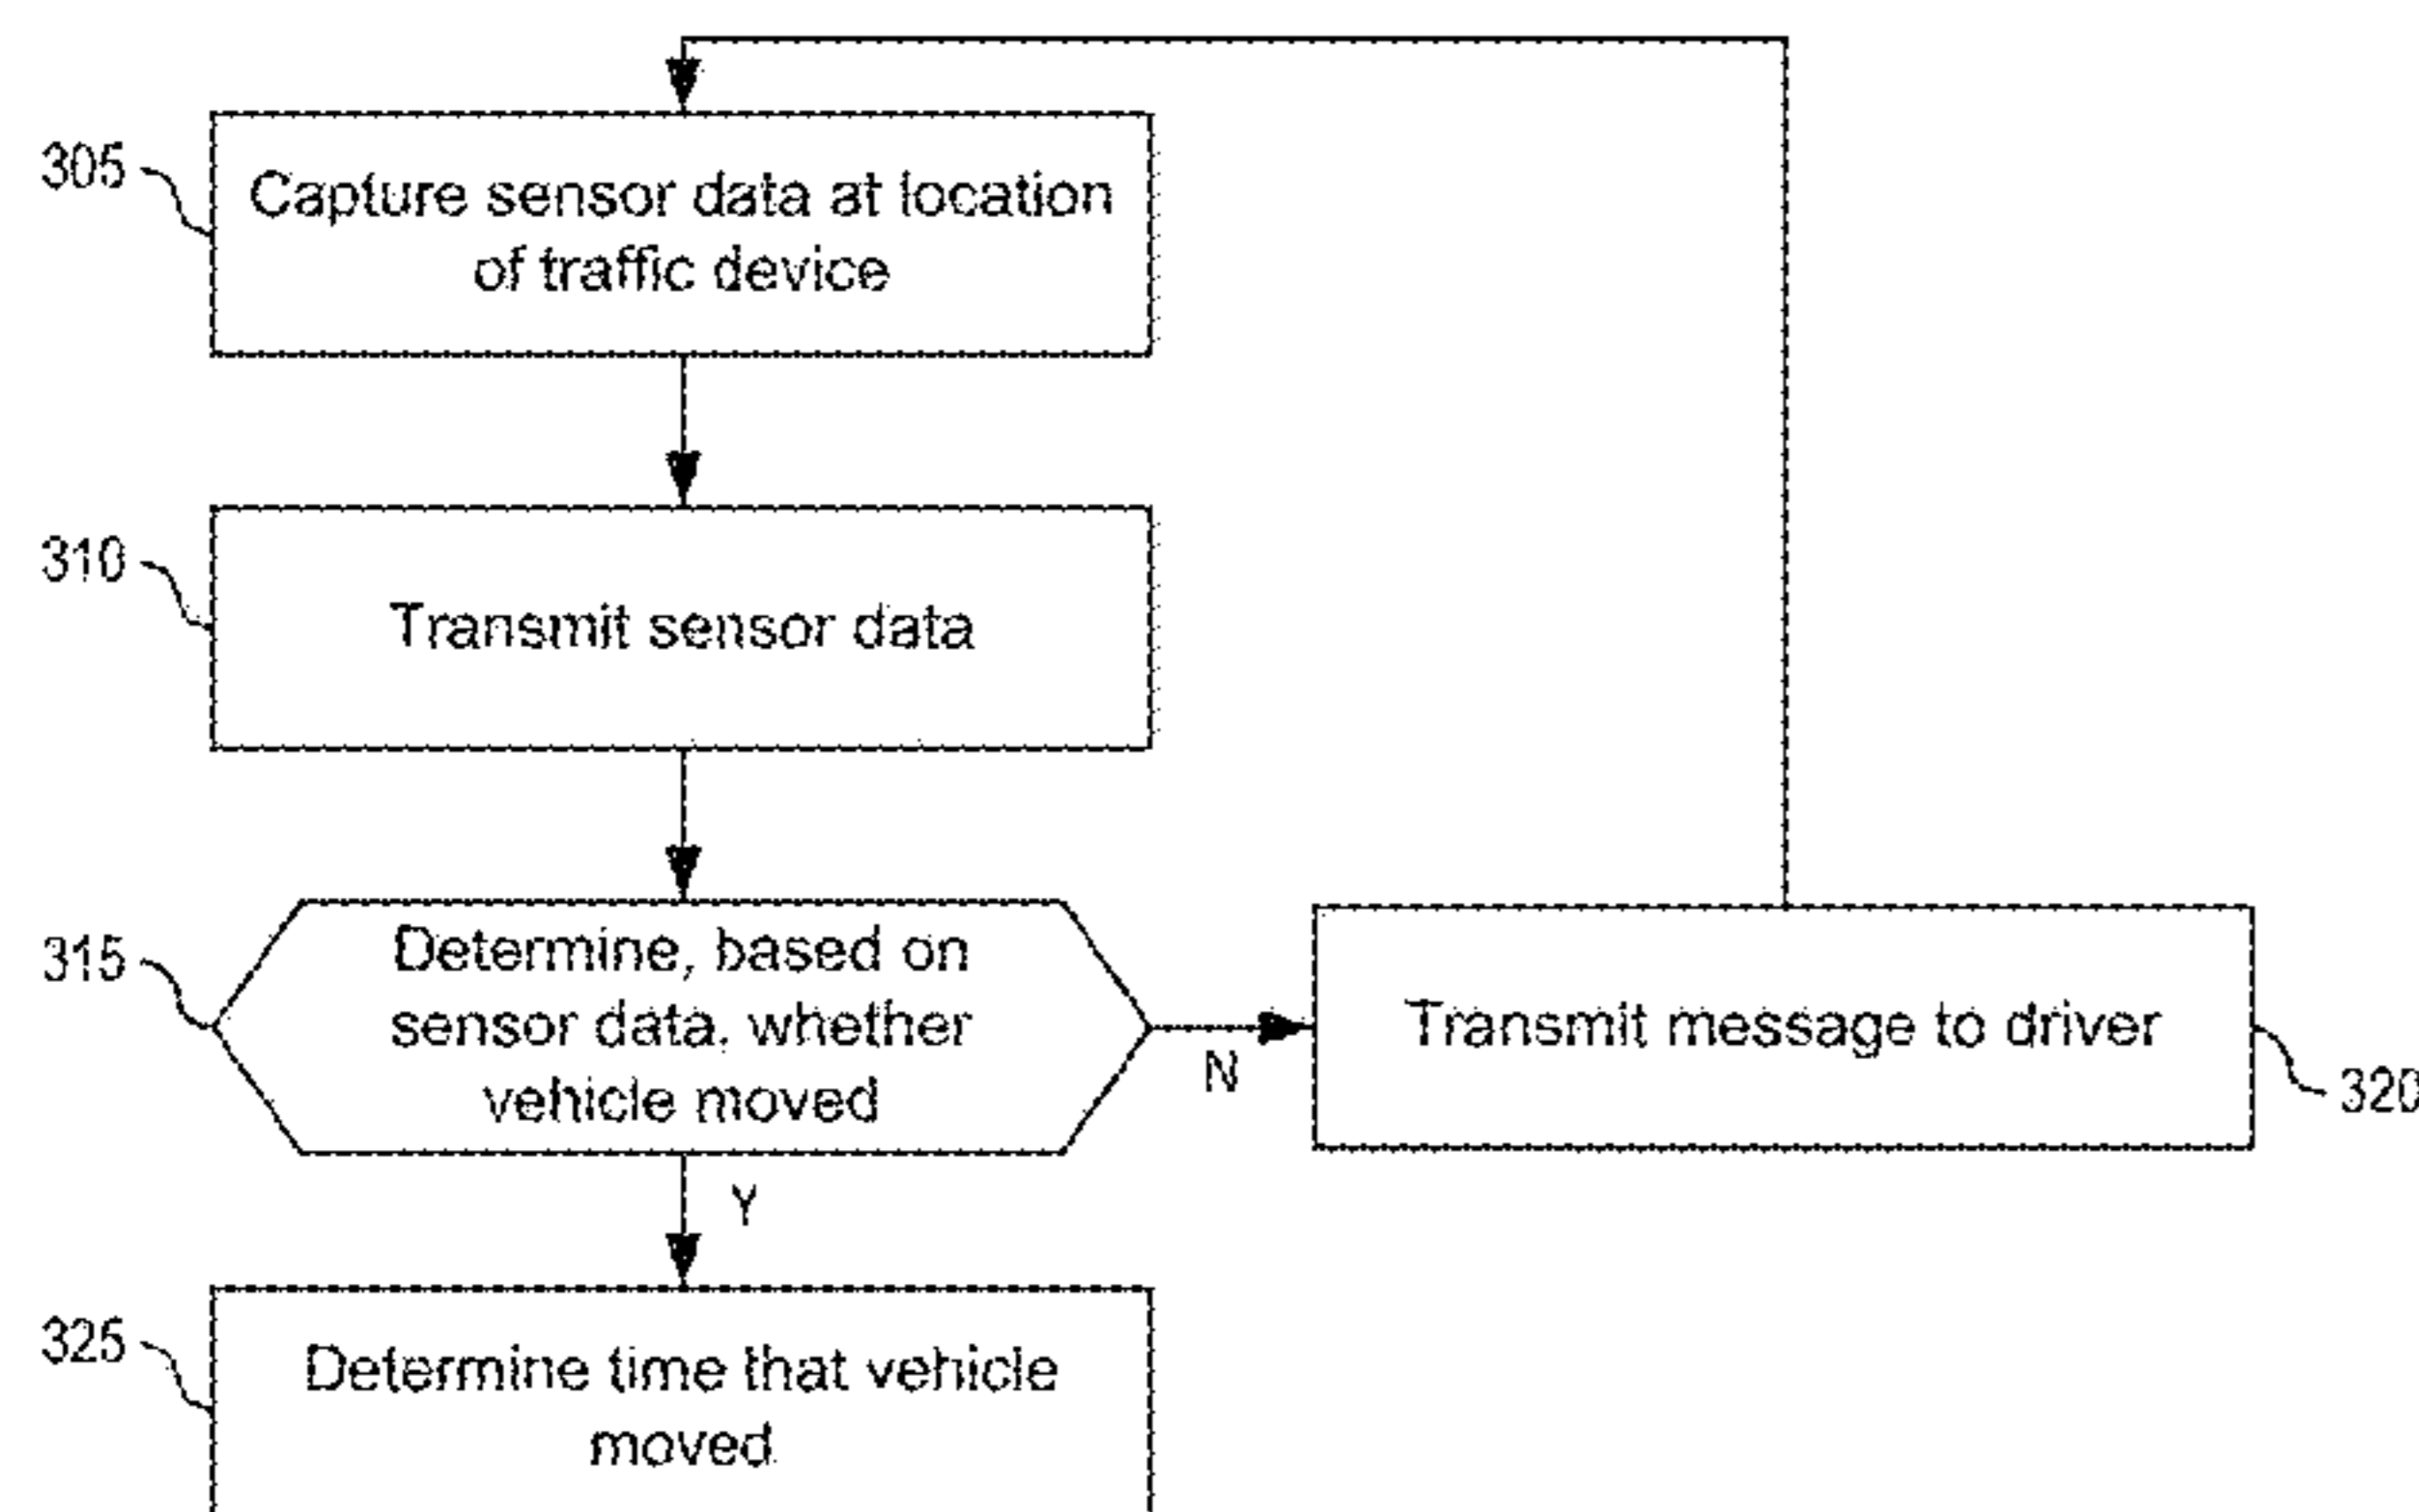 305
Capture sensor data at location
of traffic device
310
Transmit sensor data
315
Determine, based on
sensor data, whether
vehicle moved
N
Transmit message to driver
320
Y
325
Determine time that vehicle
moved